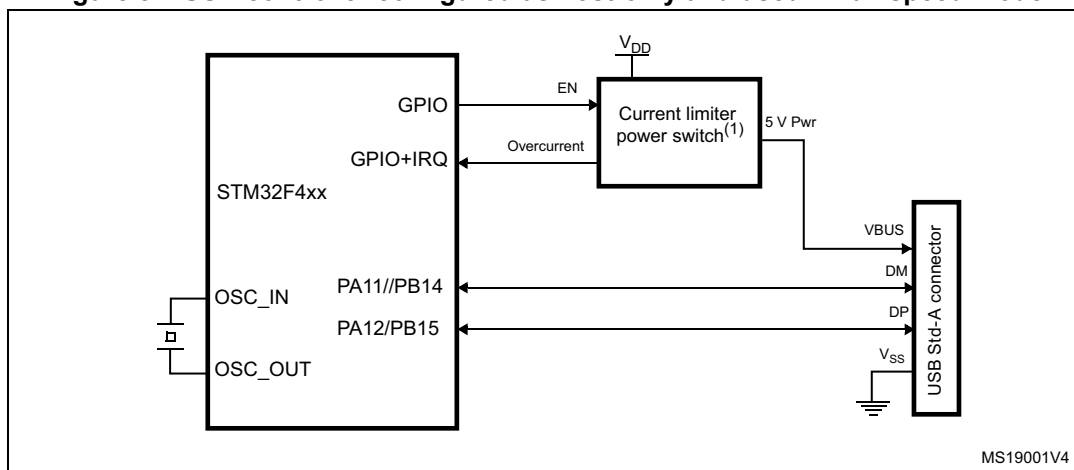 V_DD
GPIO
EN
Current limiter
power switch(1)
5 V Pwr
GPIO+IRQ
Overcurrent
STM32F4xx
VBUS
PA11//PB14
DM
OSC_IN
PA12/PB15
DP
OSC_OUT
V_SS
USB Std-A connector
MS19001V4